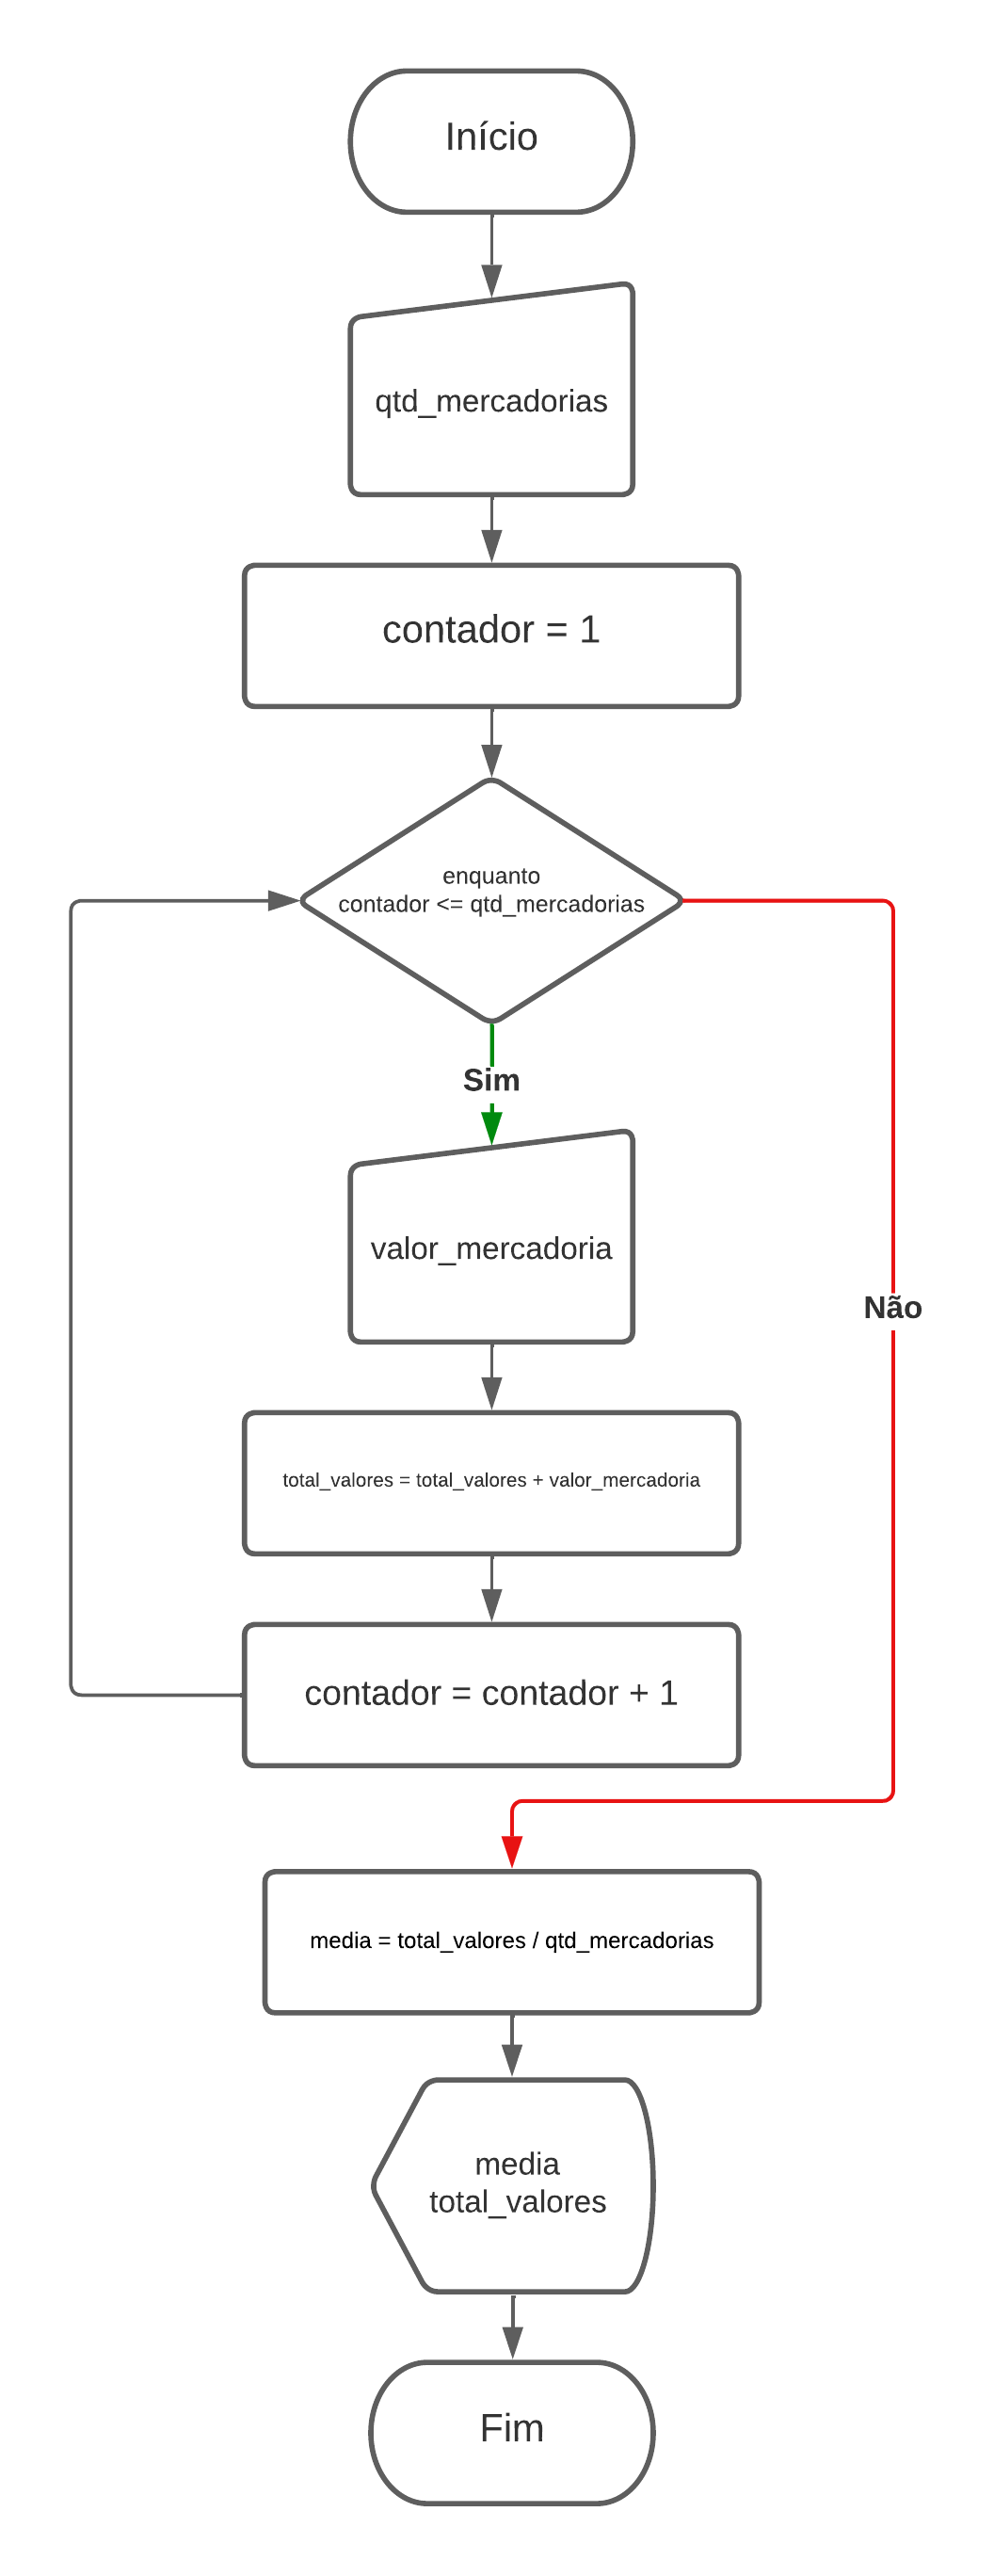 Início
qtd_mercadorias
contador = 1
enquanto
contador <= qtd_mercadorias
Sim
valor_mercadoria
Não
total_valores = total_valores + valor_mercadoria
contador = contador + 1
media = total_valores / qtd_mercadorias
media
total_valores
Fim